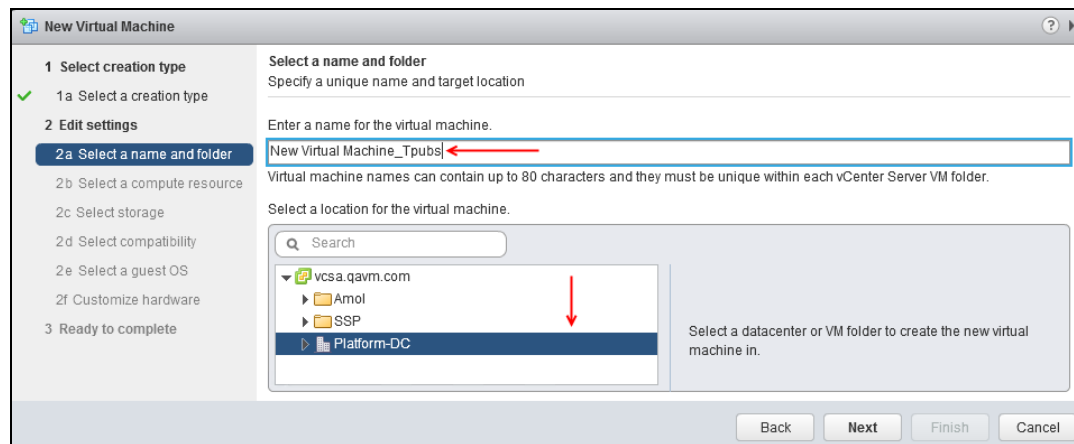 New Virtual Machine
?
1 Select creation type
1a Select a creation type
2 Edit settings
2a Select a name and folder
2b Select a compute resource
2c Select storage
2d Select compatibility
2e Select a guest OS
2f Customize hardware
3 Ready to complete
Select a name and folder
Specify a unique name and target location
Enter a name for the virtual machine.
New Virtual Machine_Tpubs
Virtual machine names can contain up to 80 characters and they must be unique within each vCenter Server VM folder.
Select a location for the virtual machine.
Search
vcsa.qavm.com
Amol
SSP
Platform-DC
Select a datacenter or VM folder to create the new virtual
machine in.
Back Next Finish Cancel